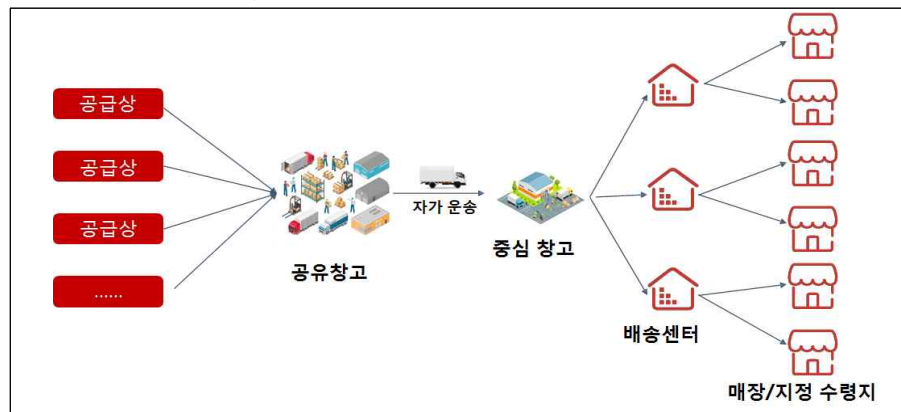 공급상
공급상
공급상
......
공유창고
자가 운송
중심 창고
배송센터
매장/지정 수령지